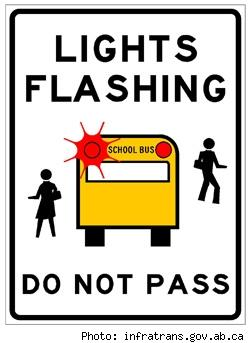 LIGHTS
FLASHING
SCHOOL BUS
DO NOT PASS
Photo: infratrans.gov.ab.ca